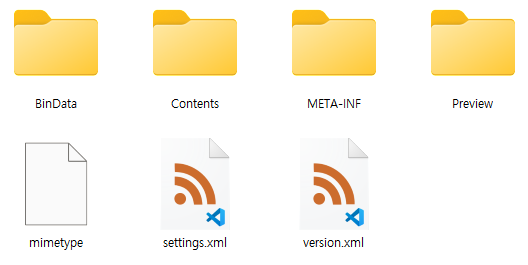 BinData
Contents
META-INF
Preview
mimetype
settings.xml
version.xml